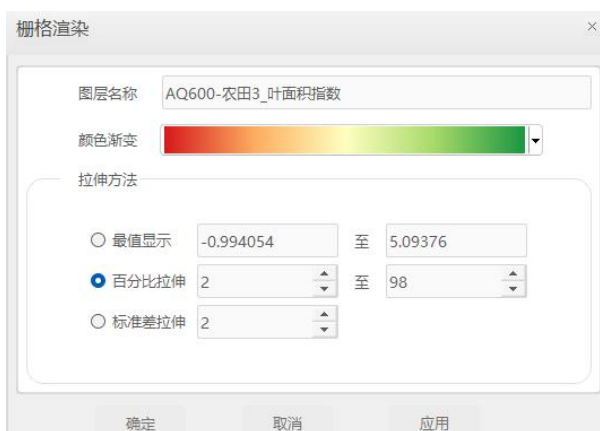 栅格渲染
图层名称 AQ600-农田3_叶面积指数
颜色渐变
拉伸方法
最值显示 -0.994054 至 5.09376
百分比拉伸 2 至 98
标准差拉伸 2
确定 取消 应用